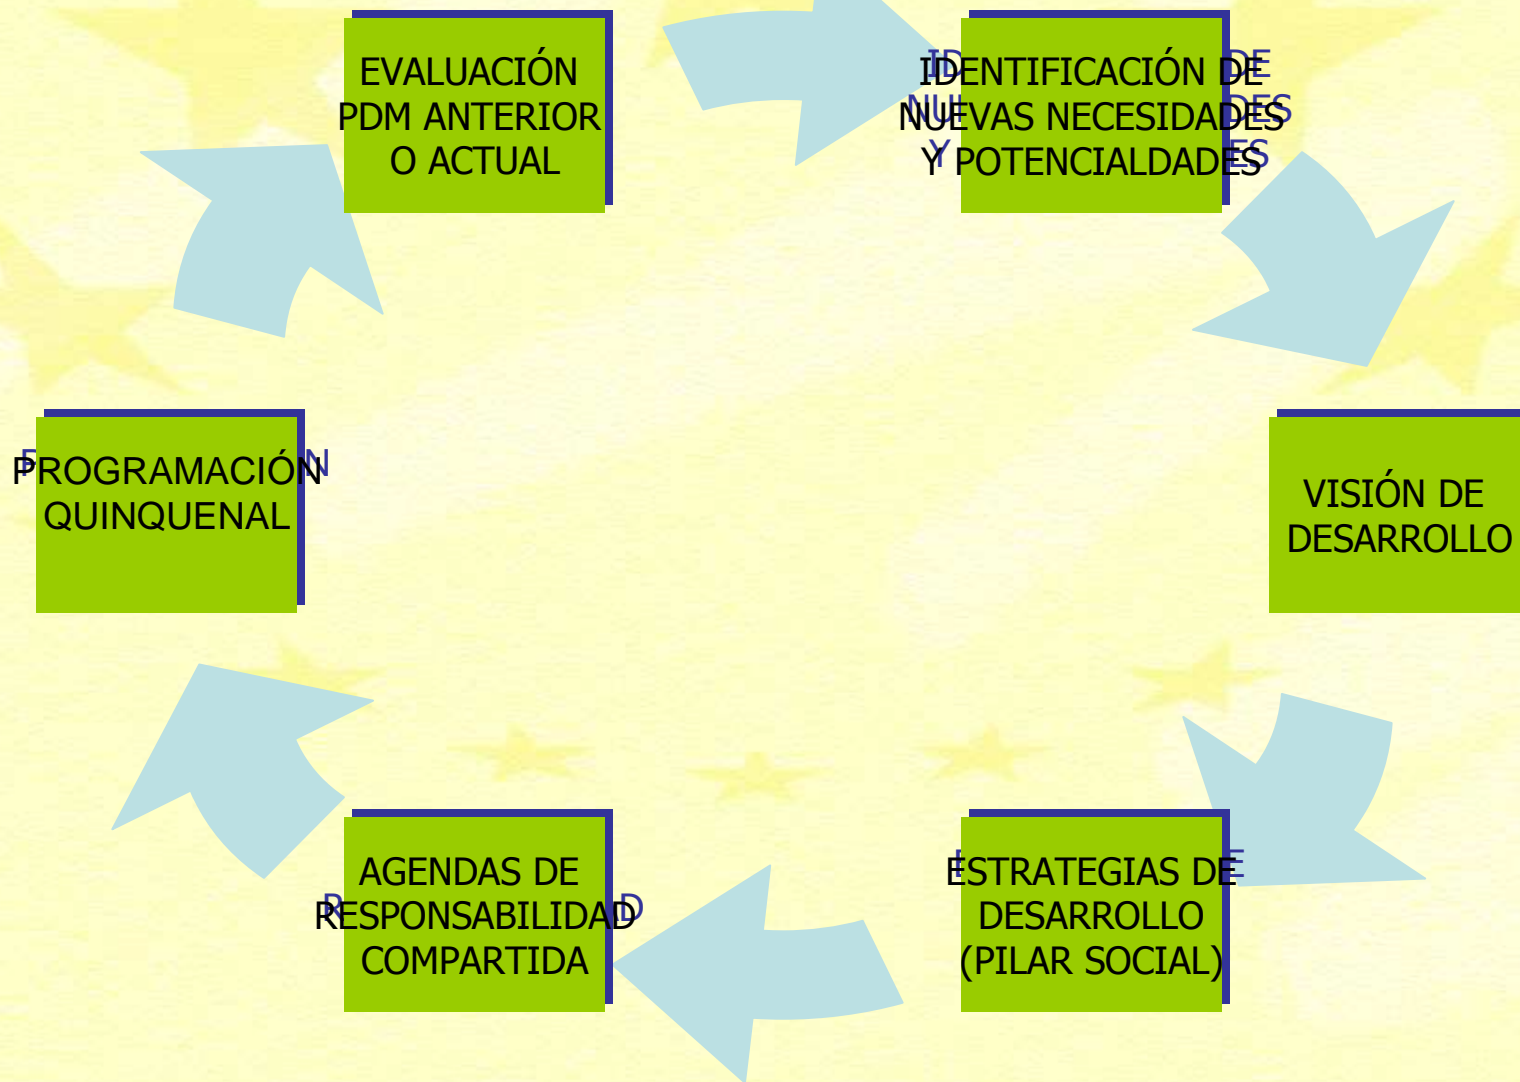 EVALUACIÓN
PDM ANTERIOR
O ACTUAL
IDENTIFICACIÓN DE
NUEVAS NECESIDADES
Y POTENCIALDADES
VISIÓN DE
DESARROLLO
ESTRATEGIAS DE
DESARROLLO
(PILAR SOCIAL)
AGENDAS DE
RESPONSABILIDAD
COMPARTIDA
PROGRAMACIÓN
QUINQUENAL